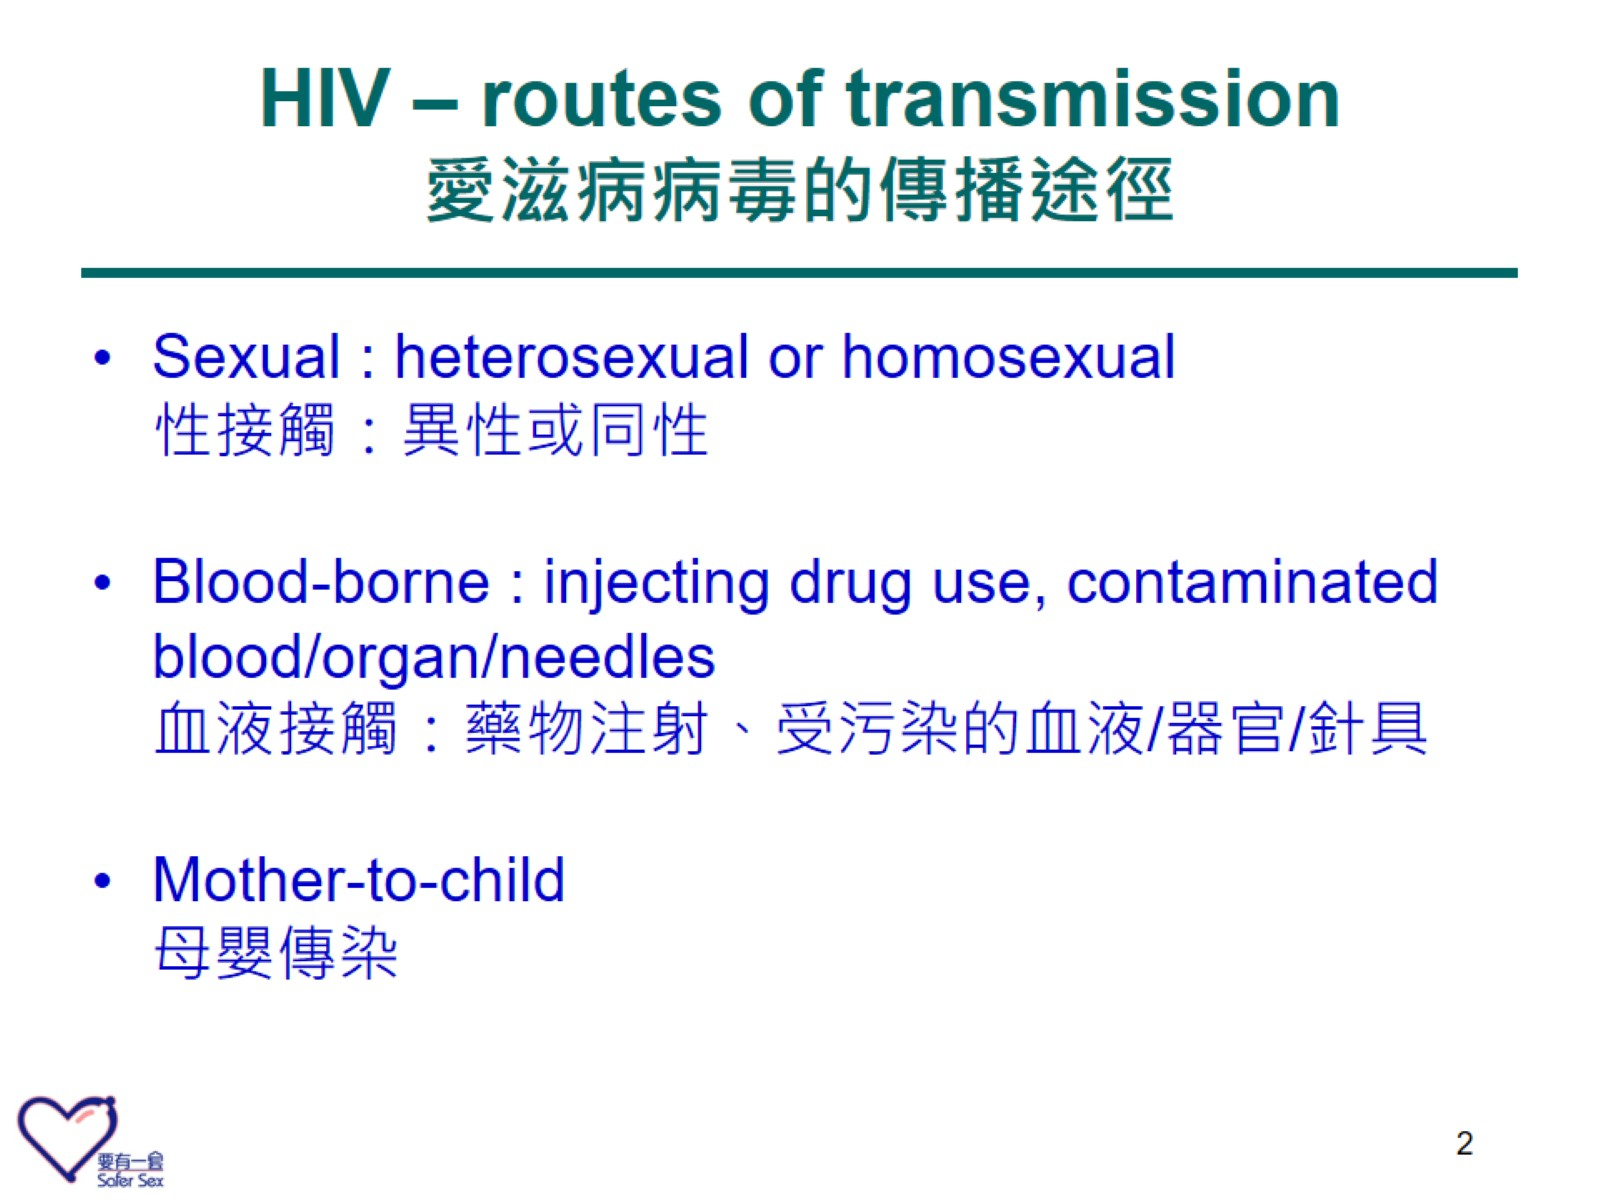 HIV – routes of transmission
愛滋病病毒的傳播途徑
• Sexual : heterosexual or homosexual
性接觸：異性或同性
• Blood-borne : injecting drug use, contaminated
blood/organ/needles
血液接觸：藥物注射、受污染的血液/器官/針具
• Mother-to-child
母嬰傳染
要有一套
Safer Sex
2